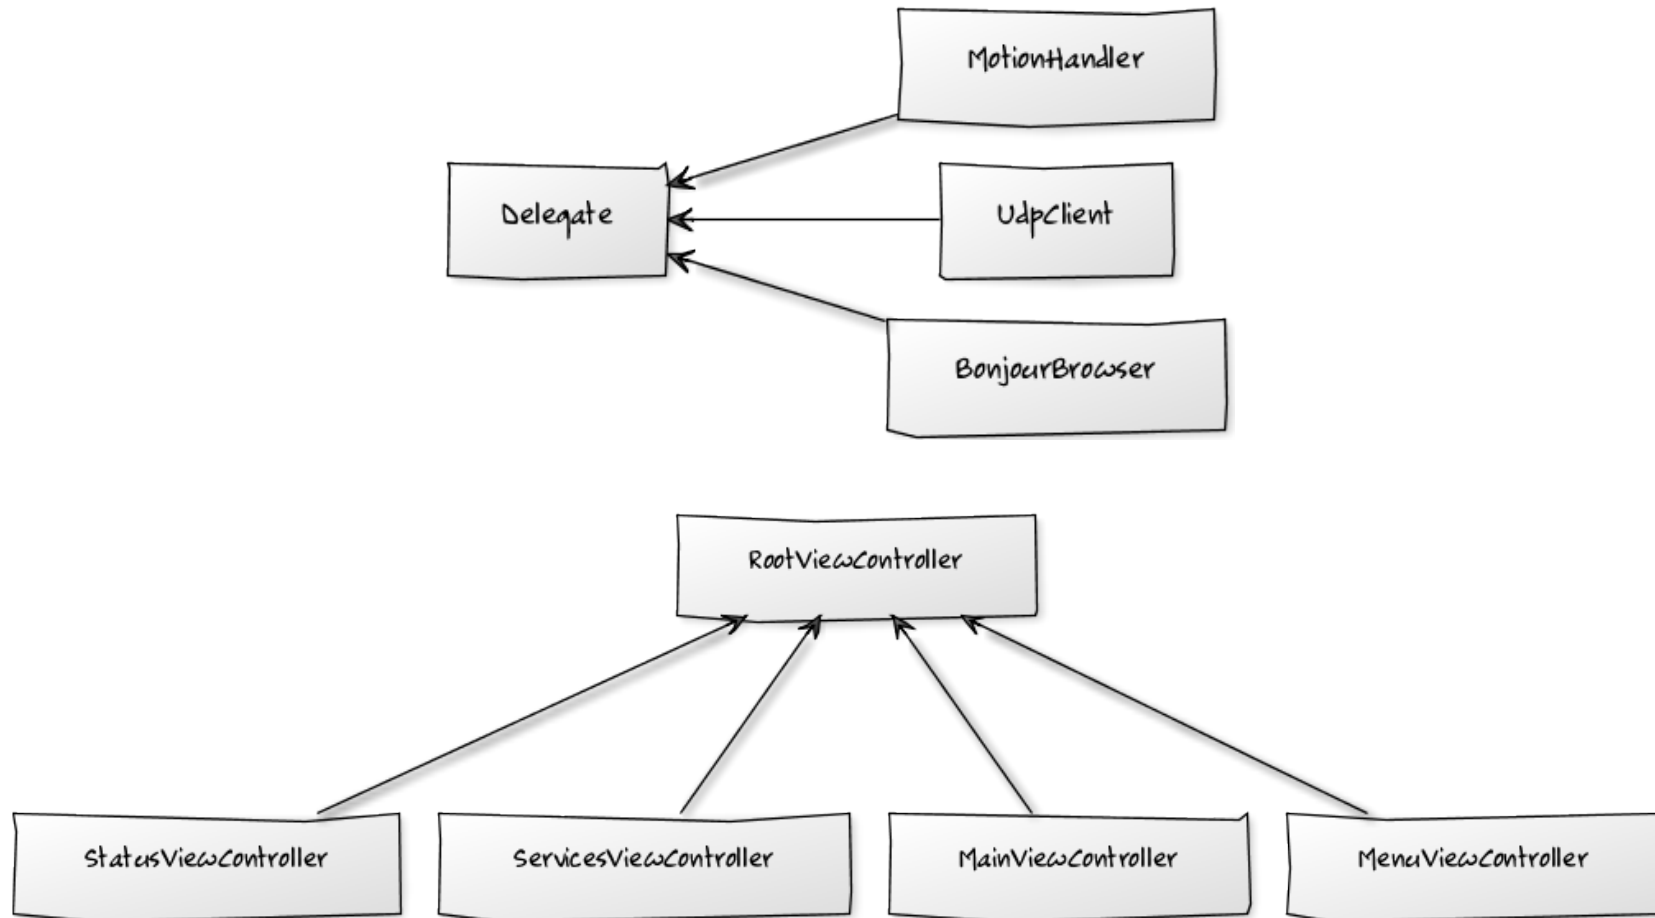 MotionHandler
Delegate
UdpClient
BonjourBrowser
RootViewController
StatusViewController
ServicesViewController
MainViewController
MenuViewController